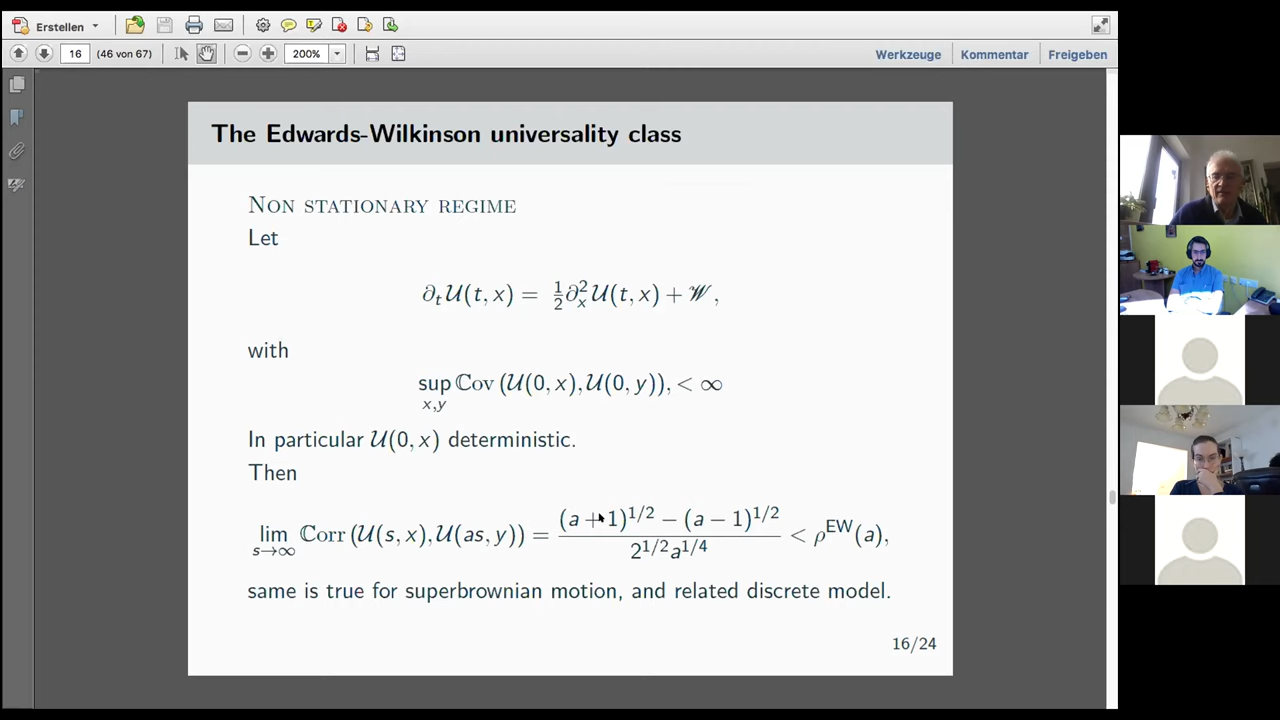 Erstellen
16 (46 von 67) 200% Werkzeuge Kommentar Freigeben
The Edwards-Wilkinson universality class
Non stationary regime
Let
∂ₜ𝒰(t, x) = ½∂ₓ²𝒰(t, x) + 𝒲,
with
sup_{x,y} ℂov (𝒰(0, x), 𝒰(0, y)), < ∞
In particular 𝒰(0, x) deterministic.
Then
lim_{s→∞} ℂorr (𝒰(s, x), 𝒰(as, y)) = ((a + 1)^{1/2} − (a − 1)^{1/2}) / (2^{1/2}a^{1/4}) < ρ^{EW}(a),
same is true for superbrownian motion, and related discrete model.
16/24